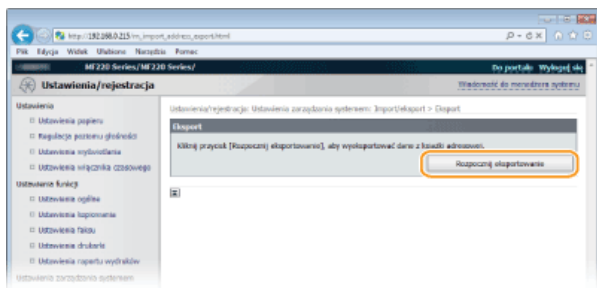 http://192.168.0.215/m_import_address_export.html
Plik Edycja Widok Ulubione Narzędzia Pomoc
MF220 Series/MF220 Series/
Do portalu Wyloguj się
Ustawienia/rejestracja
Wiadomość do menedżera systemu
Ustawienia
Ustawienia/rejestracja: Ustawienia zarządzania systemem: Import/eksport > Eksport
Ustawienia papieru
Eksport
Regulacja poziomu głośności
Kliknij przycisk [Rozpocznij eksportowanie], aby wyeksportować dane z książki adresowej.
Ustawienia wyświetlania
Rozpocznij eksportowanie
Ustawienia włącznika czasowego
Ustawienia funkcji
Ustawienia ogólne
Ustawienia kopiowania
Ustawienia faksu
Ustawienia drukarki
Ustawienia raportu wydruków
Ustawienia zarządzania systemem